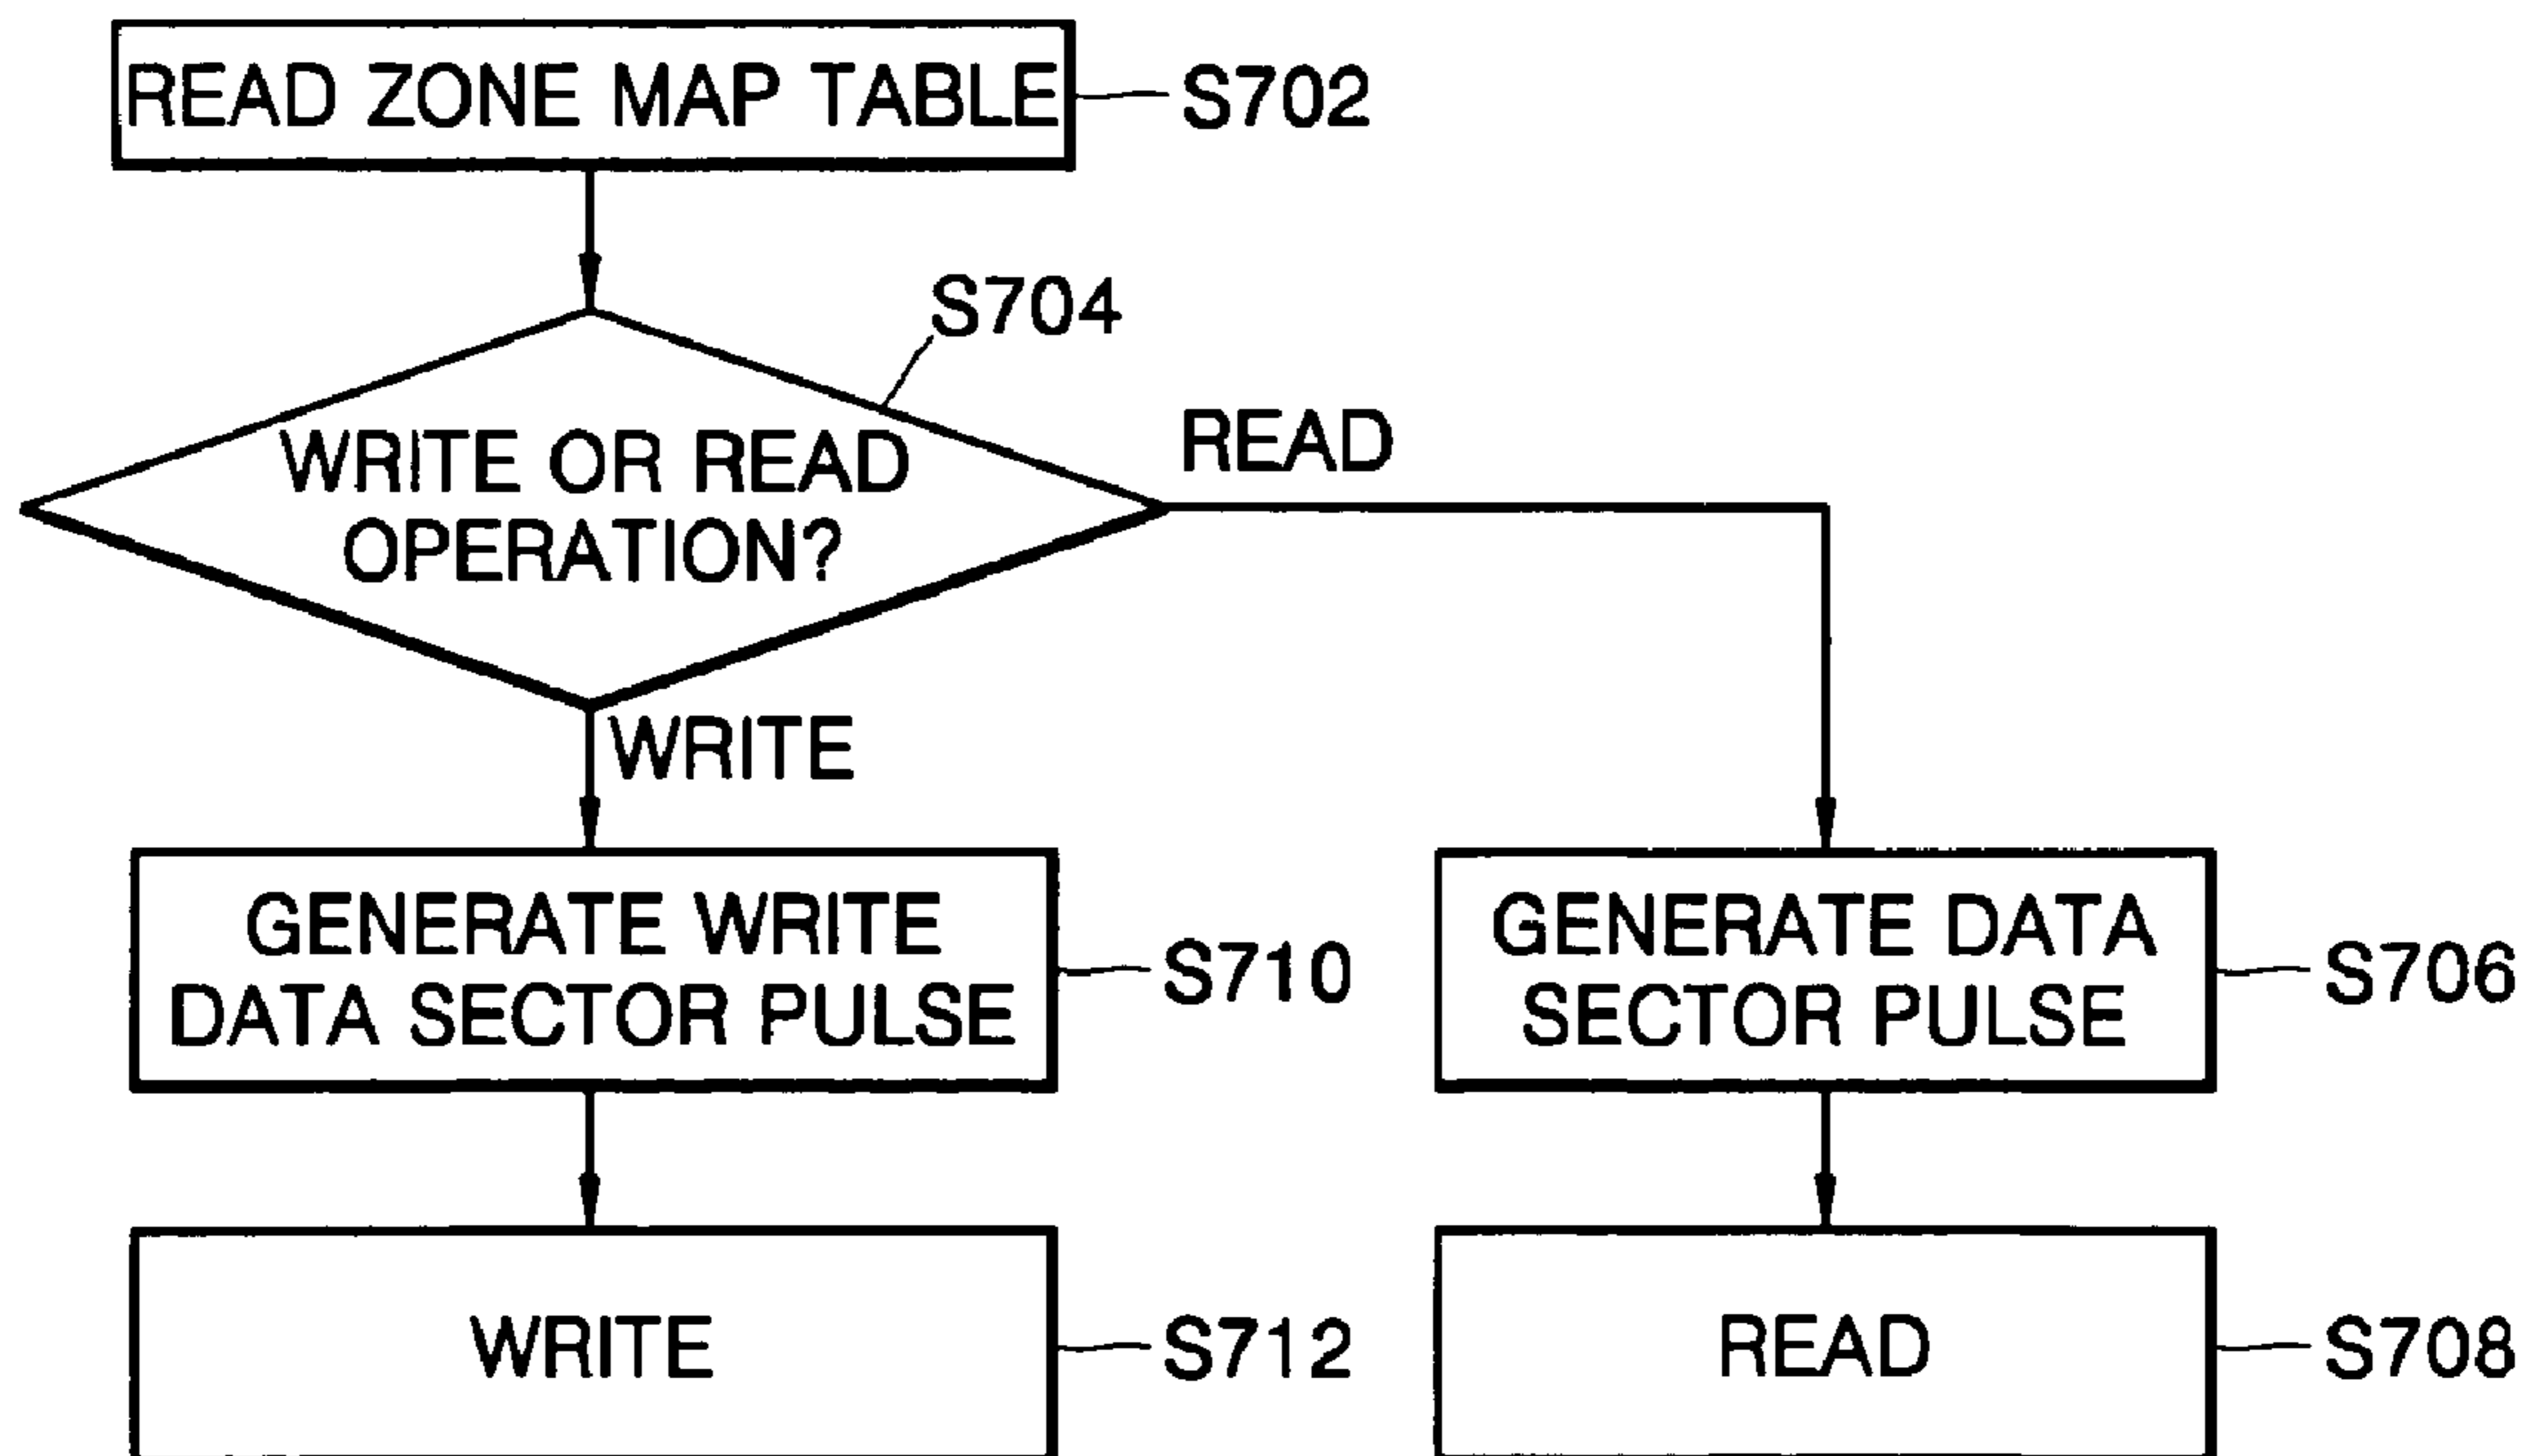 READ ZONE MAP TABLE
S702
S704
WRITE OR READ
OPERATION?
READ
WRITE
GENERATE WRITE
DATA SECTOR PULSE
S710
GENERATE DATA
SECTOR PULSE
S706
WRITE
S712
READ
S708